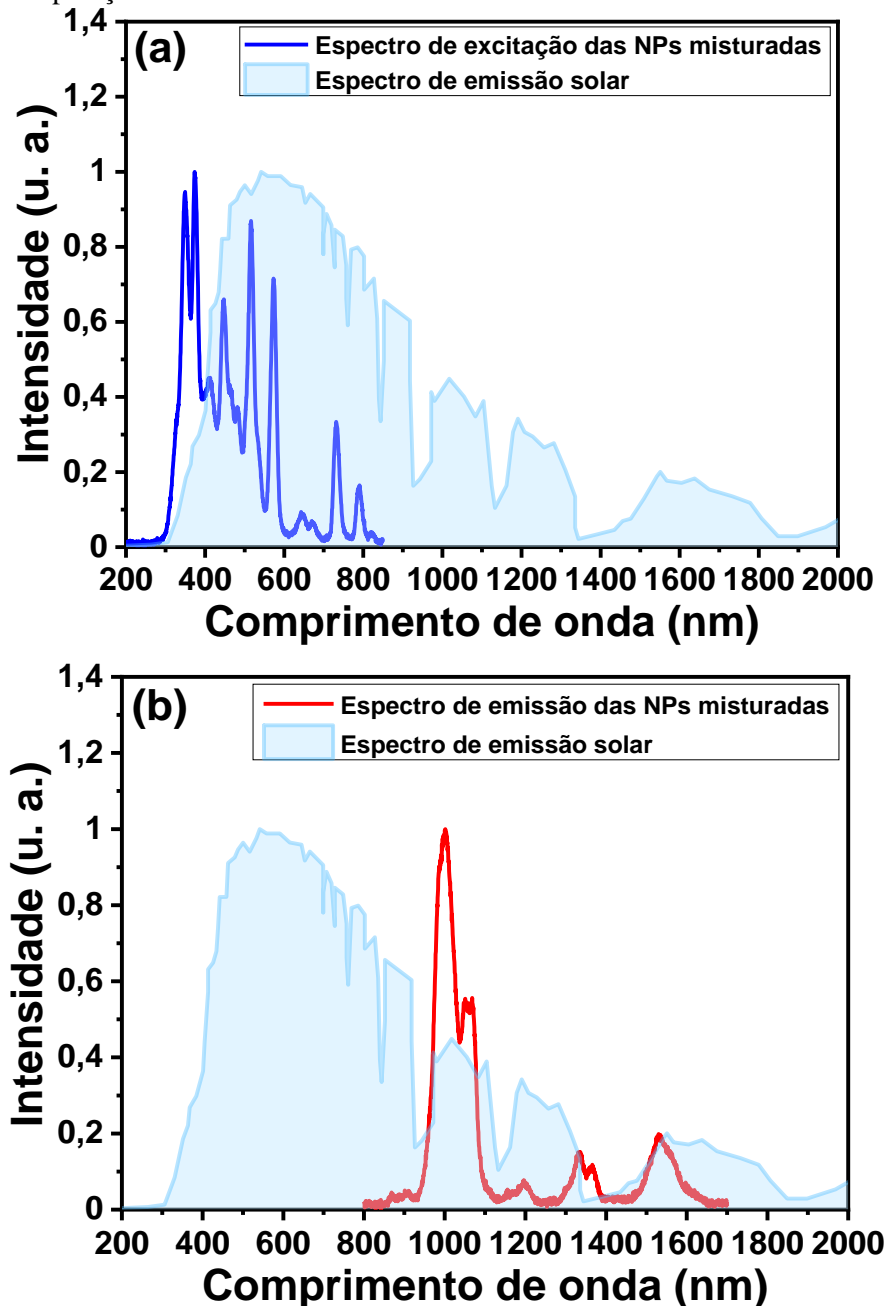 (a)
Espectro de excitação das NPs misturadas
Espectro de emissão solar
Intensidade (u. a.)
1,4
1,2
1
0,8
0,6
0,4
0,2
0
200 400 600 800 1000 1200 1400 1600 1800 2000
Comprimento de onda (nm)
(b)
Espectro de emissão das NPs misturadas
Espectro de emissão solar
Intensidade (u. a.)
1,4
1,2
1
0,8
0,6
0,4
0,2
0
200 400 600 800 1000 1200 1400 1600 1800 2000
Comprimento de onda (nm)